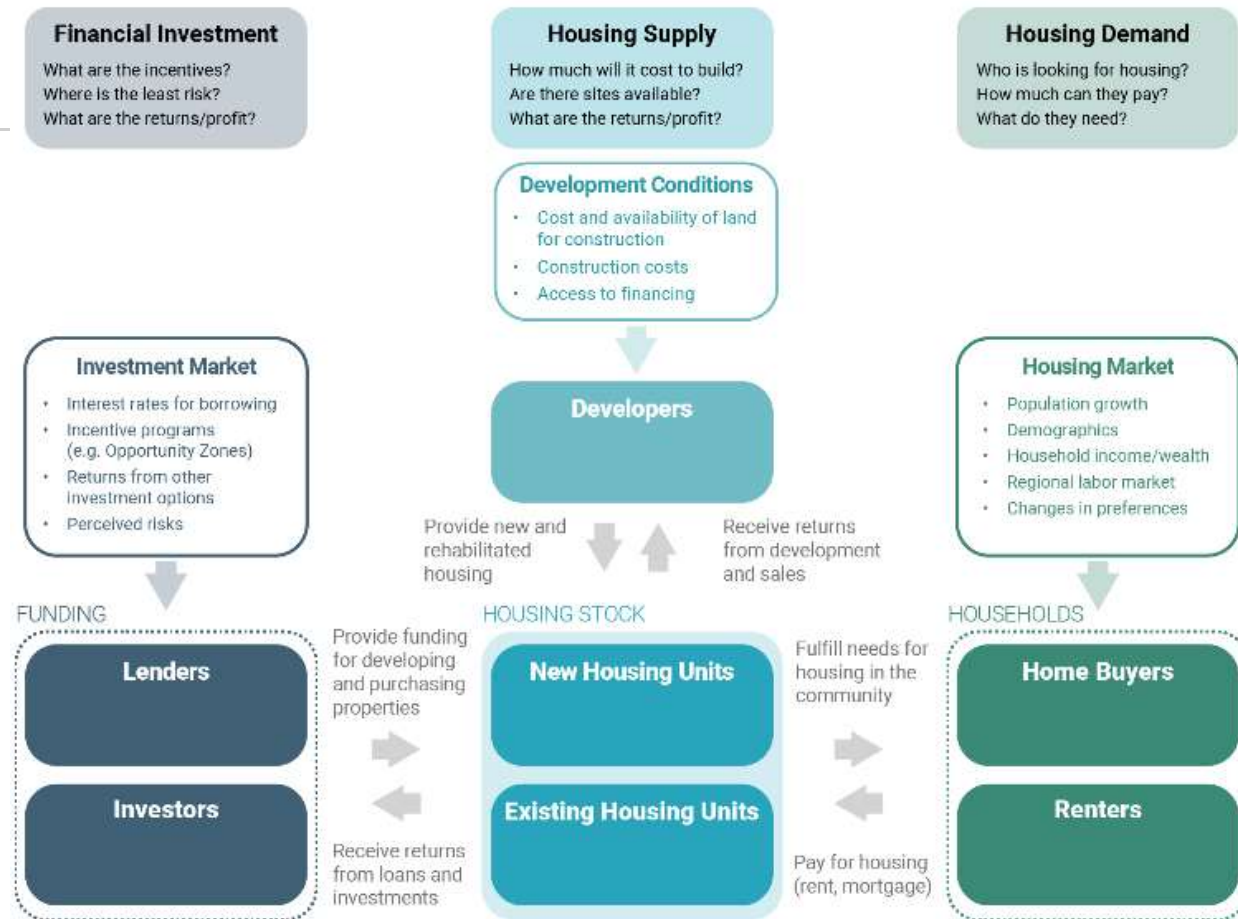 Financial Investment
What are the incentives?
Where is the least risk?
What are the returns/profit?
Housing Supply
How much will it cost to build?
Are there sites available?
What are the returns/profit?
Housing Demand
Who is looking for housing?
How much can they pay?
What do they need?
Development Conditions
• Cost and availability of land
for construction
• Construction costs
• Access to financing
Investment Market
• Interest rates for borrowing
• Incentive programs
(e.g. Opportunity Zones)
• Returns from other
investment options
• Perceived risks
Developers
Housing Market
• Population growth
• Demographics
• Household income/wealth
• Regional labor market
• Changes in preferences
Provide new and
rehabilitated
housing
Receive returns
from development
and sales
FUNDING
Lenders
Investors
Provide funding
for developing
and purchasing
properties
Receive returns
from loans and
investments
HOUSING STOCK
New Housing Units
Existing Housing Units
Fulfill needs for
housing in the
community
Pay for housing
(rent, mortgage)
HOUSEHOLDS
Home Buyers
Renters